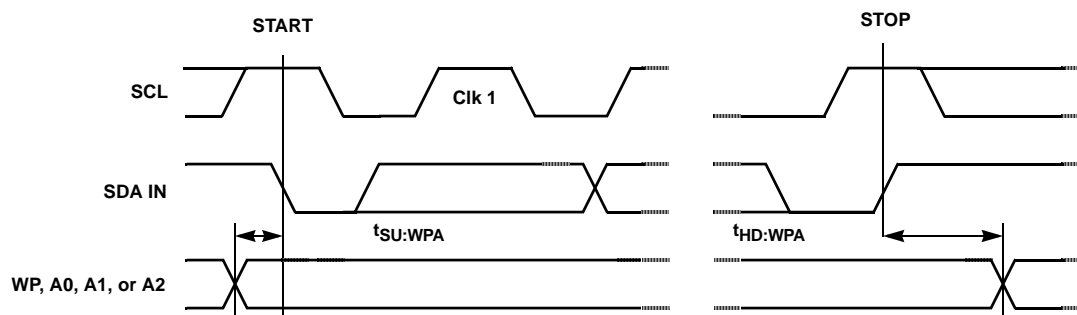 START
STOP
SCL
Clk 1
SDA IN
tSU:WPA
tHD:WPA
WP, A0, A1, or A2